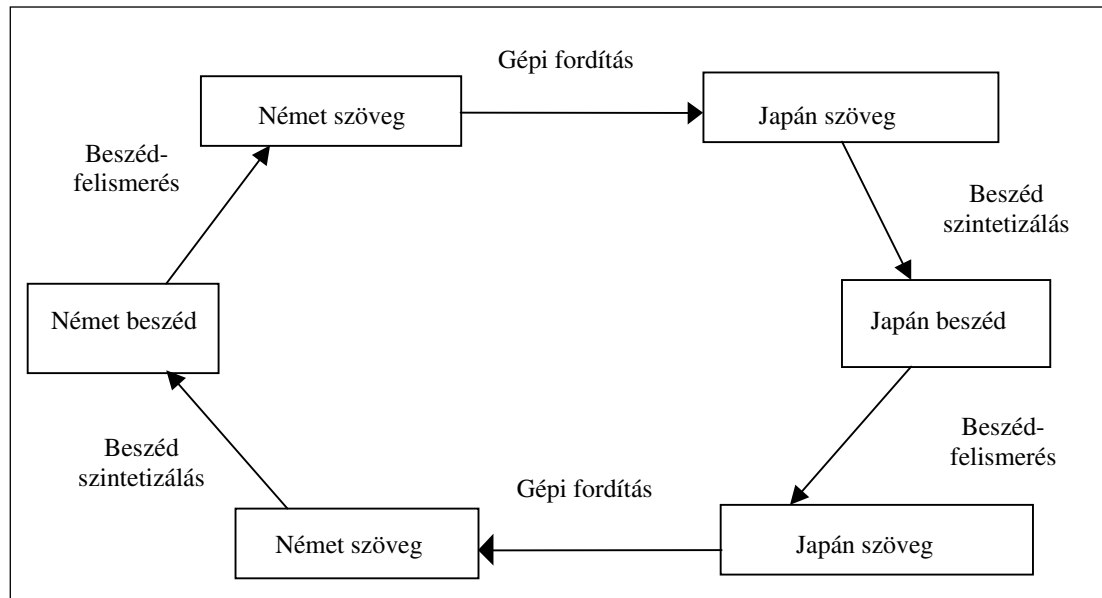 Gépi fordítás
Német szöveg
Japán szöveg
Beszéd-
felismerés
Beszéd
szintetizálás
Német beszéd
Japán beszéd
Beszéd
szintetizálás
Beszéd-
felismerés
Gépi fordítás
Német szöveg
Japán szöveg